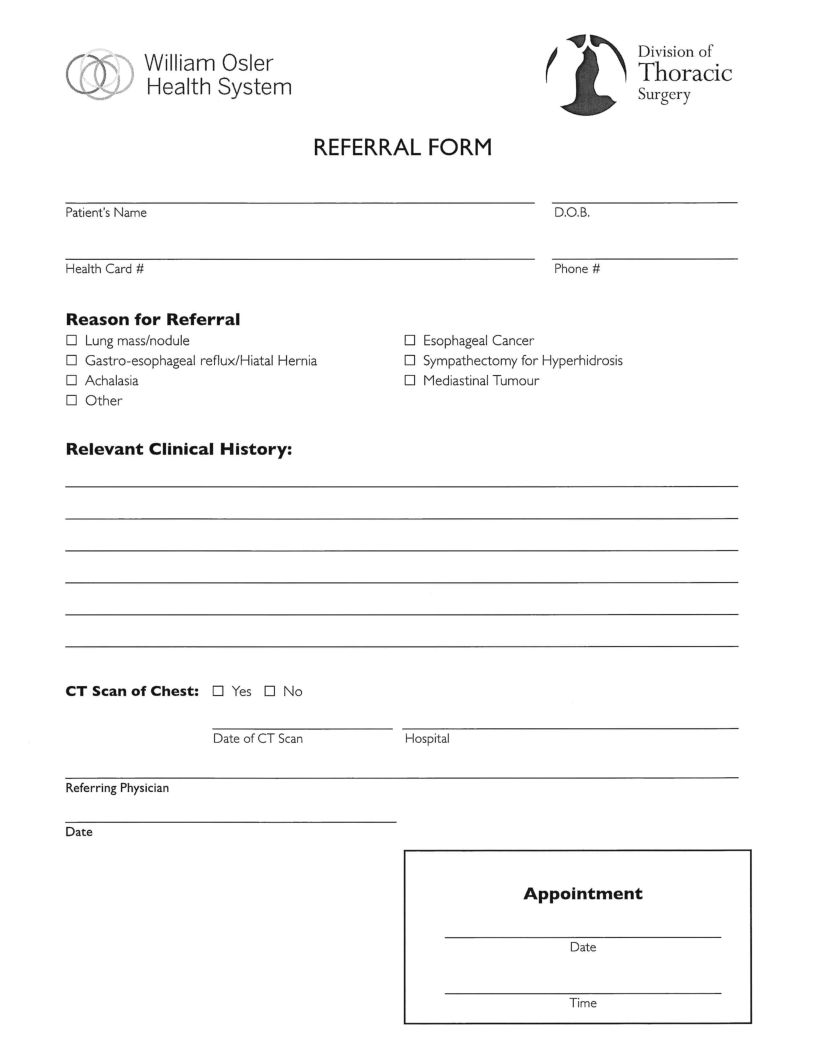 William Osler
Health System
Division of
Thoracic
Surgery
REFERRAL FORM
Patient's Name
D.O.B.
Health Card #
Phone #
Reason for Referral
☐ Lung mass/nodule
☐ Esophageal Cancer
☐ Gastro-esophageal reflux/Hiatal Hernia
☐ Sympathectomy for Hyperhidrosis
☐ Achalasia
☐ Mediastinal Tumour
☐ Other
Relevant Clinical History:
CT Scan of Chest: ☐ Yes ☐ No
Date of CT Scan
Hospital
Referring Physician
Date
Appointment
Date
Time